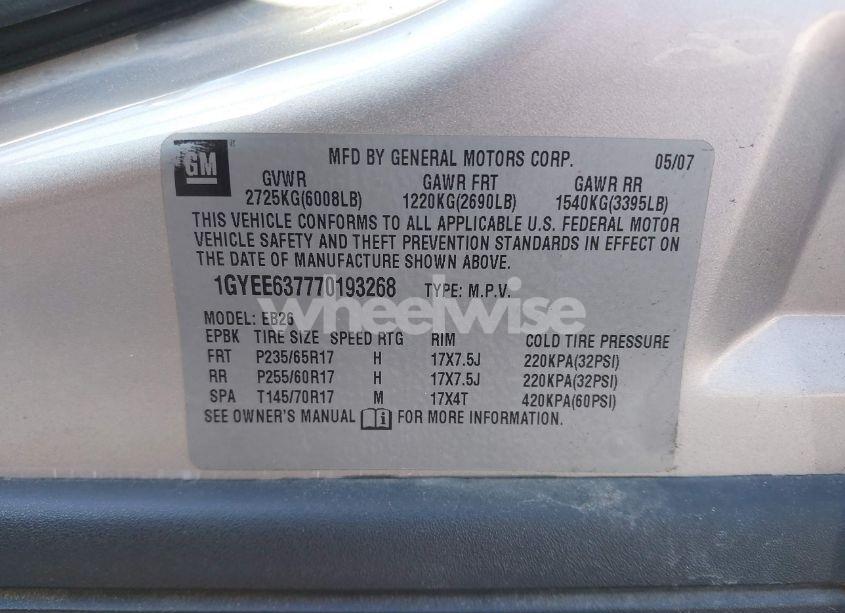 GM
MFD BY GENERAL MOTORS CORP. 05/07
GVWR GAWR FRT GAWR RR
2725KG(6008LB) 1220KG(2690LB) 1540KG(3395LB)
THIS VEHICLE CONFORMS TO ALL APPLICABLE U.S. FEDERAL MOTOR
VEHICLE SAFETY AND THEFT PREVENTION STANDARDS IN EFFECT ON
THE DATE OF MANUFACTURE SHOWN ABOVE.
1GYEE637770193268 TYPE: M.P.V.
wheelwise
MODEL: EB26
EPBK TIRE SIZE SPEED RTG RIM COLD TIRE PRESSURE
FRT P235/65R17 H 17X7.5J 220KPA(32PSI)
RR P255/60R17 H 17X7.5J 220KPA(32PSI)
SPA T145/70R17 M 17X4T 420KPA(60PSI)
SEE OWNER'S MANUAL i FOR MORE INFORMATION.